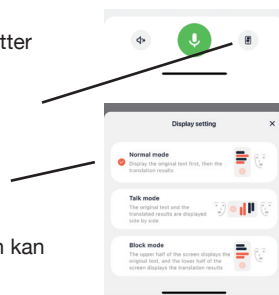 tter
Display setting
Normal mode
Display the original text first, then the
translation results
Talk mode
The original text and the
translated results are displayed
side by side
n kan
Block mode
The upper half of the screen displays the
original text, and the lower half of the
screen displays the translation results